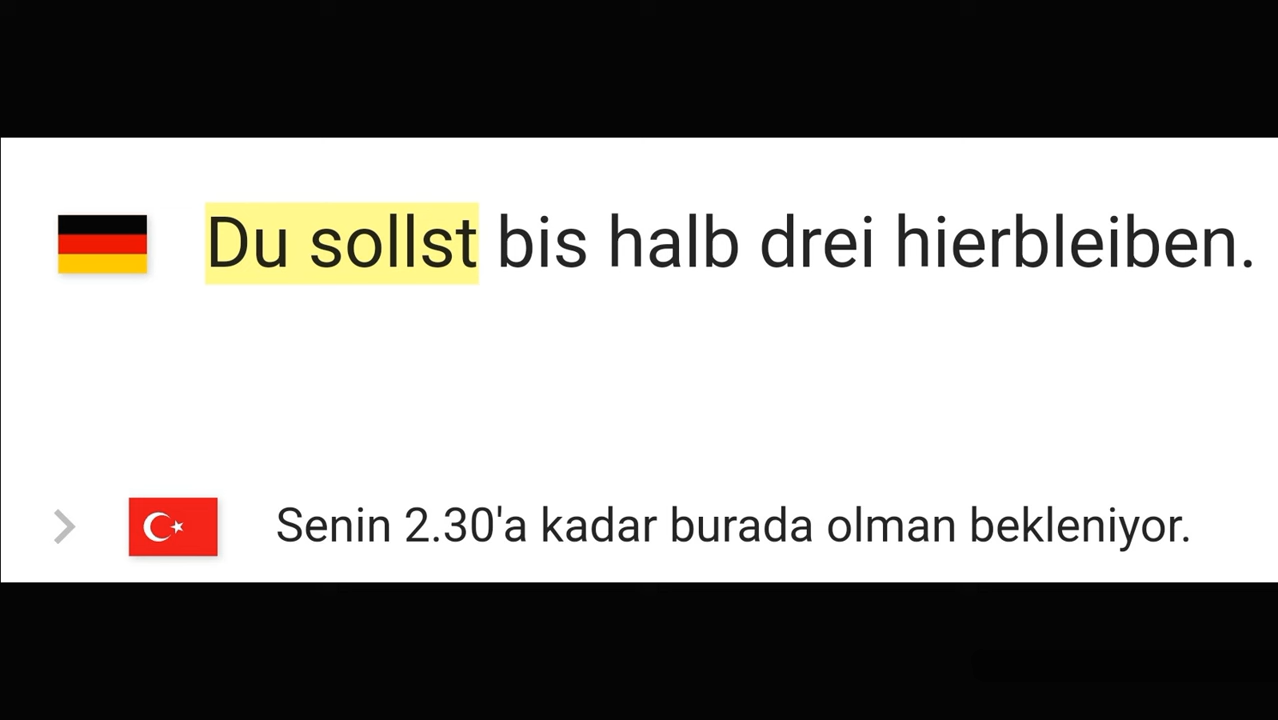 Du sollst bis halb drei hierbleiben.
Senin 2.30'a kadar burada olman bekleniyor.